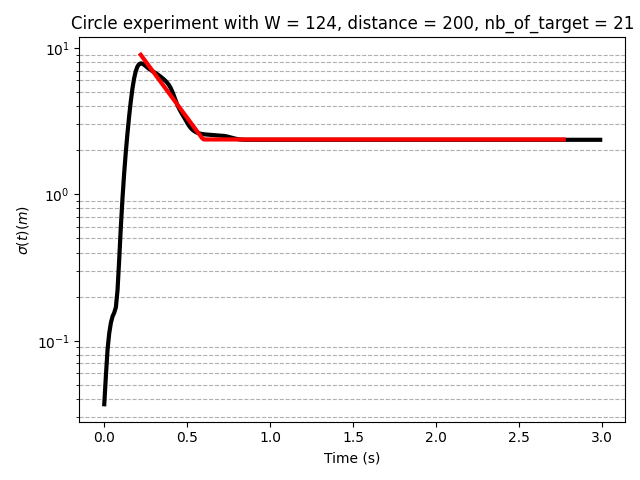 Circle experiment with W = 124, distance = 200, nb_of_target = 21
10¹
10⁰
10⁻¹
σ(t)(m)
0.0 0.5 1.0 1.5 2.0 2.5 3.0
Time (s)